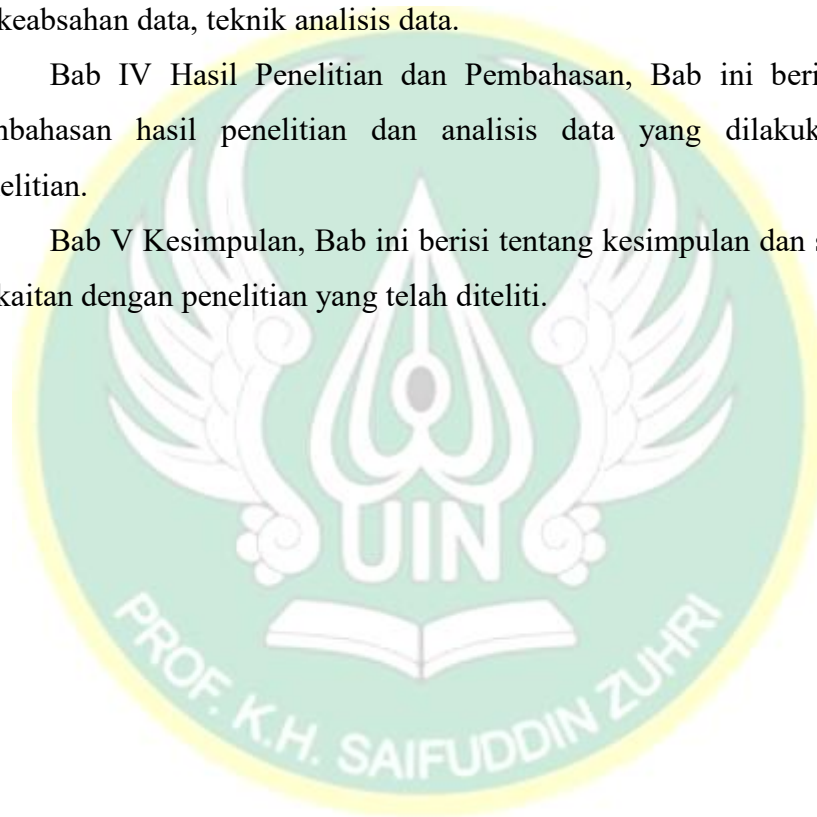 keabsahan data, teknik analisis data.
Bab IV Hasil Penelitian dan Pembahasan, Bab ini beri
nbahasan hasil penelitian dan analisis data yang dilakuk
elitian.
Bab V Kesimpulan, Bab ini berisi tentang kesimpulan dan s
kaitan dengan penelitian yang telah diteliti.
UIN
PROF. K.H. SAIFUDDIN ZUHRI